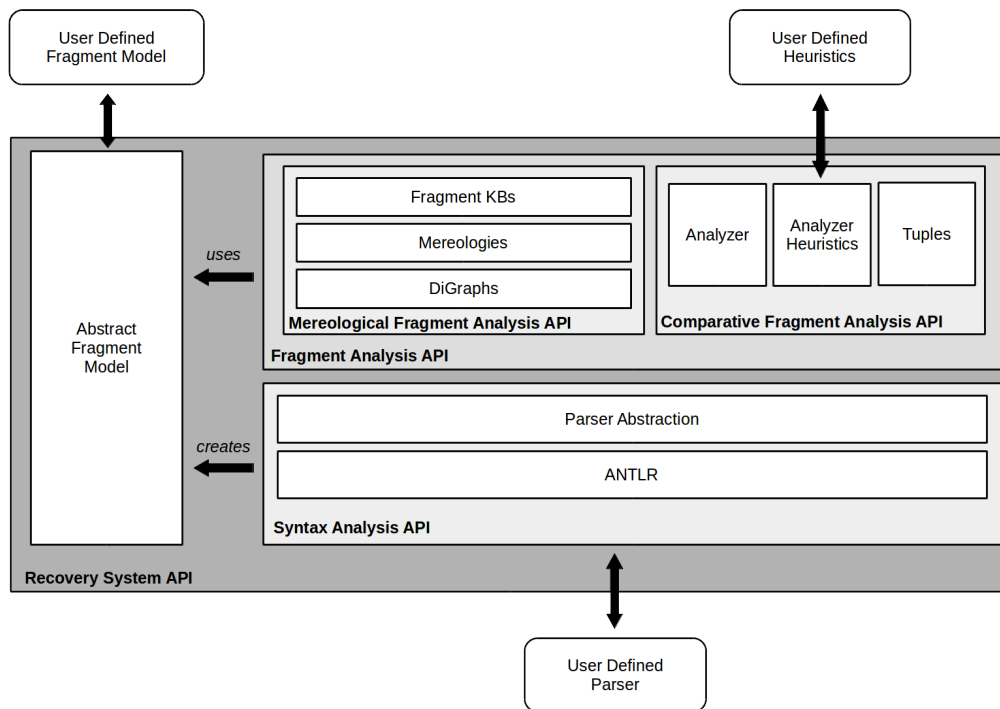 User Defined
Fragment Model
User Defined
Heuristics
Abstract
Fragment
Model
uses
creates
Fragment KBs
Mereologies
DiGraphs
Mereological Fragment Analysis API
Analyzer
Analyzer
Heuristics
Tuples
Comparative Fragment Analysis API
Fragment Analysis API
Parser Abstraction
ANTLR
Syntax Analysis API
Recovery System API
User Defined
Parser